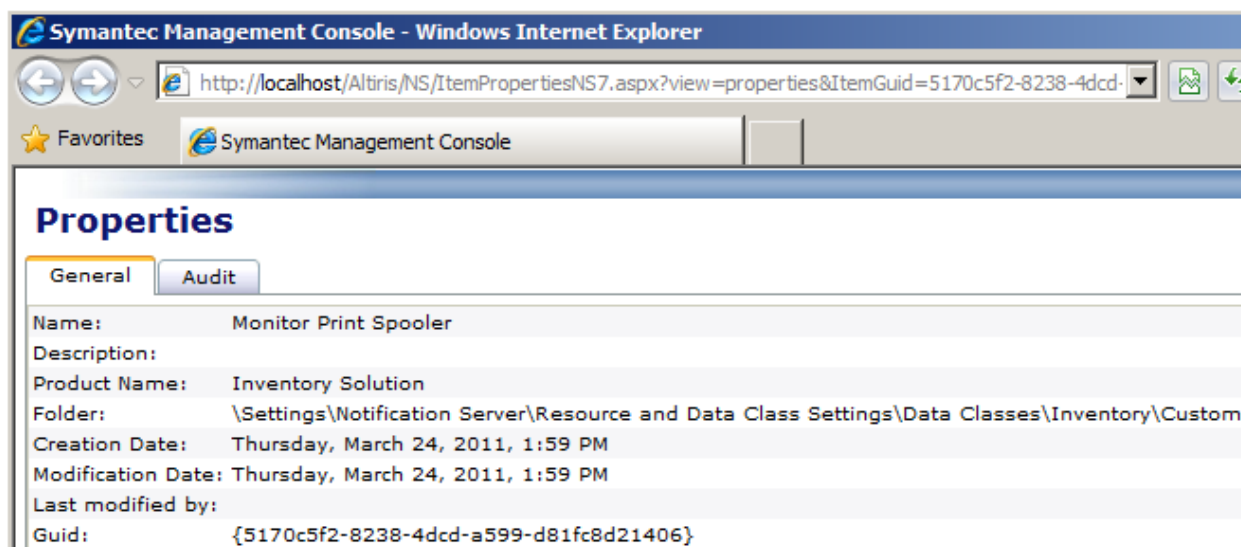 Symantec Management Console - Windows Internet Explorer
http://localhost/Altiris/NS/ItemPropertiesNS7.aspx?view=properties&ItemGuid=5170c5f2-8238-4dcd-
Favorites Symantec Management Console
Properties
General Audit
Name: Monitor Print Spooler
Description:
Product Name: Inventory Solution
Folder: \Settings\Notification Server\Resource and Data Class Settings\Data Classes\Inventory\Custom
Creation Date: Thursday, March 24, 2011, 1:59 PM
Modification Date: Thursday, March 24, 2011, 1:59 PM
Last modified by:
Guid: {5170c5f2-8238-4dcd-a599-d81fc8d21406}